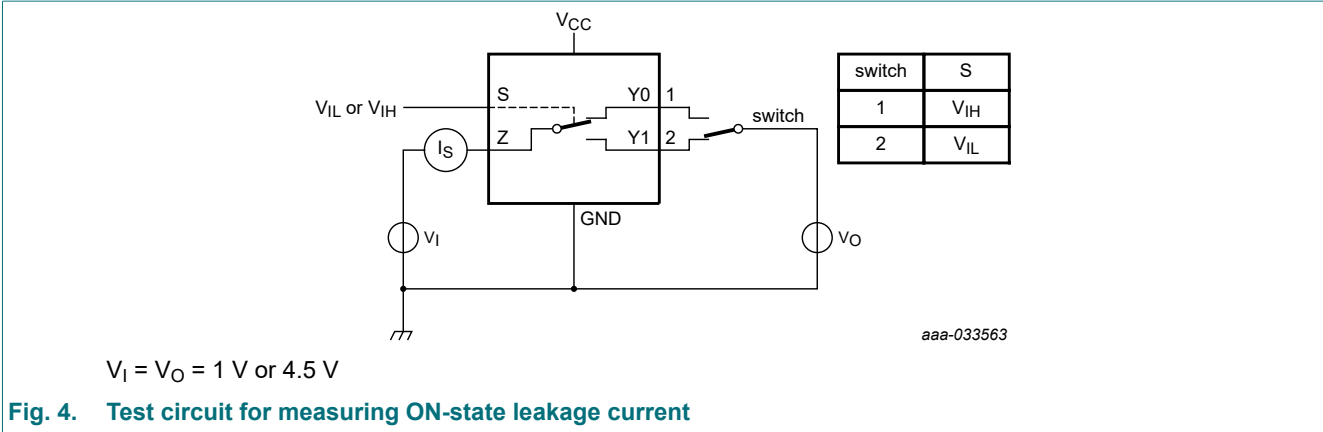 VCC
switch S
S Y0 1
1 VIH
VIL or VIH
switch
Z Y1 2
2 VIL
IS
GND
VI
VO
aaa-033563
VI = VO = 1 V or 4.5 V
Fig. 4. Test circuit for measuring ON-state leakage current